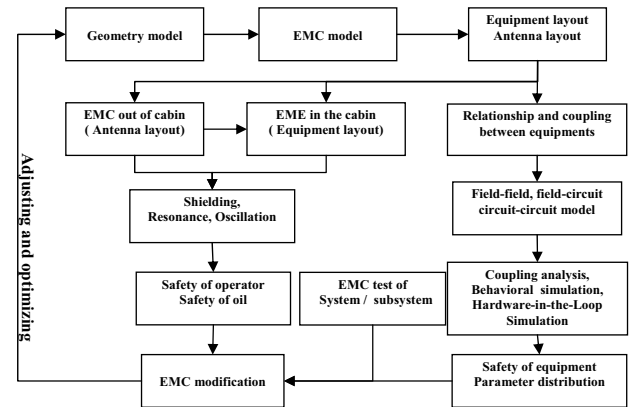 Geometry model
EMC model
Equipment layout
Antenna layout
EMC out of cabin
( Antenna layout)
EME in the cabin
( Equipment layout)
Relationship and coupling
between equipments
Adjusting and optimizing
Shielding,
Resonance, Oscillation
Field-field, field-circuit
circuit-circuit model
Safety of operator
Safety of oil
EMC test of
System / subsystem
Coupling analysis,
Behavioral simulation,
Hardware-in-the-Loop
Simulation
EMC modification
Safety of equipment
Parameter distribution